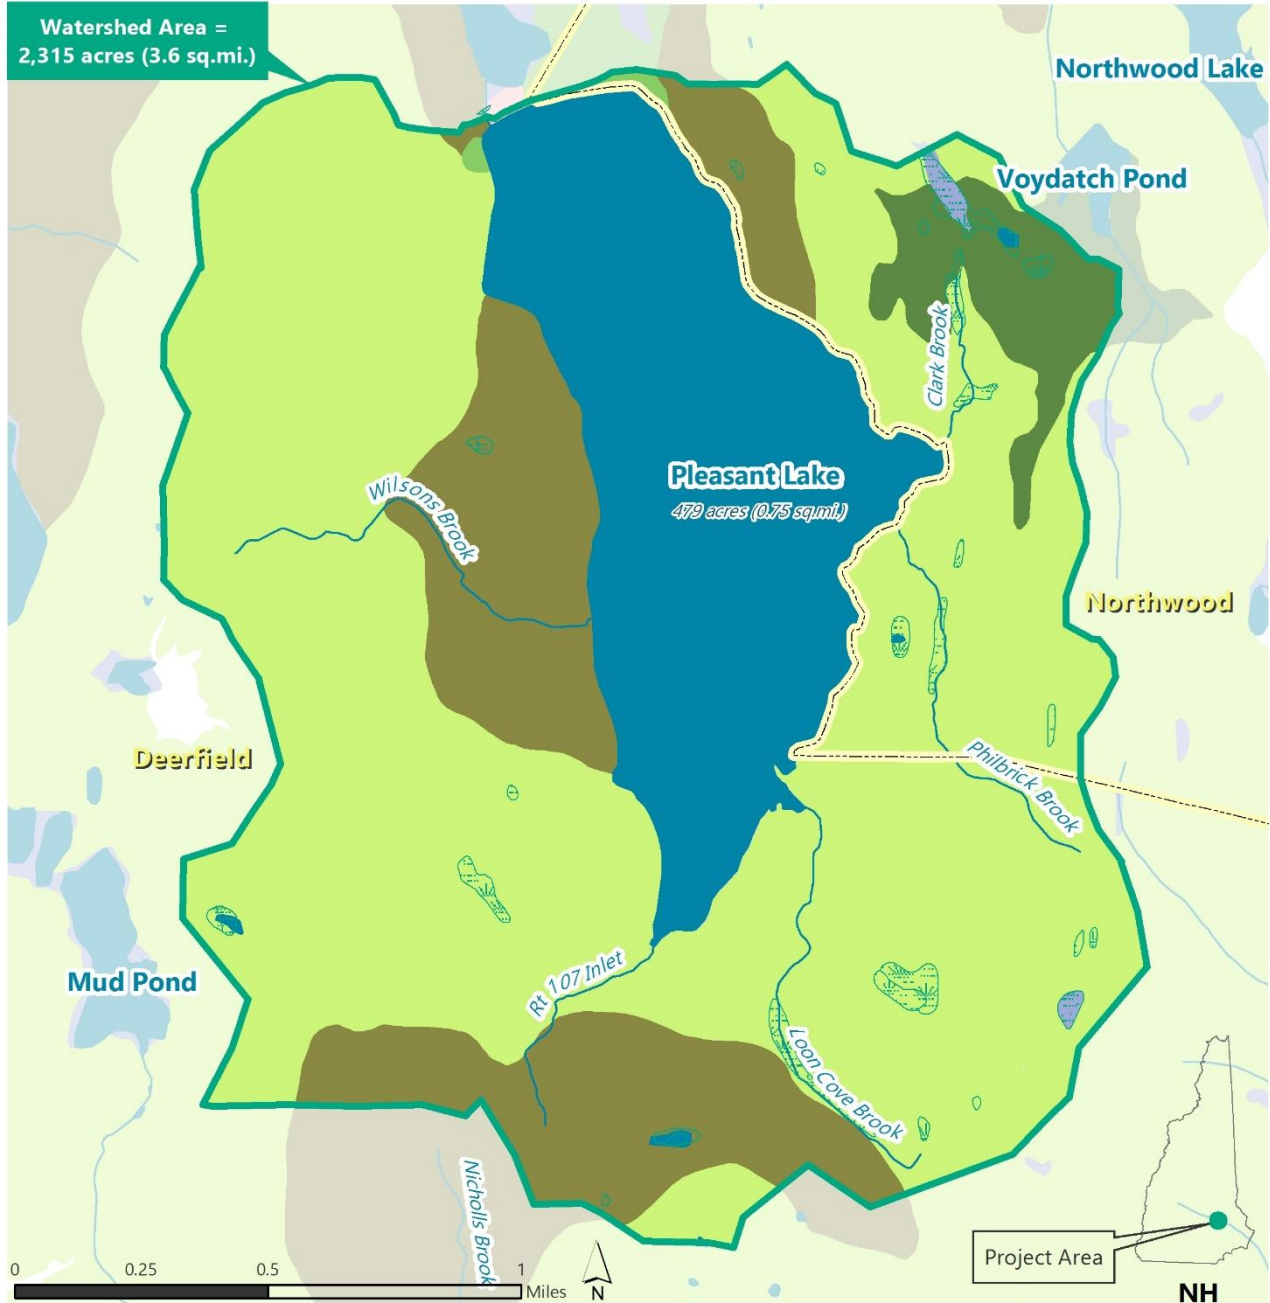 Watershed Area =
2,315 acres (3.6 sq.mi.)
Northwood Lake
Voydatch Pond
Clark Brook
Pleasant Lake
479 acres (0.75 sq.mi.)
Wilsons Brook
Northwood
Deerfield
Philbrick Brook
Mud Pond
Rt 107 Inlet
Loon Cove Brook
Nicholls Brook
Project Area
NH
0 0.25 0.5 1
Miles
N